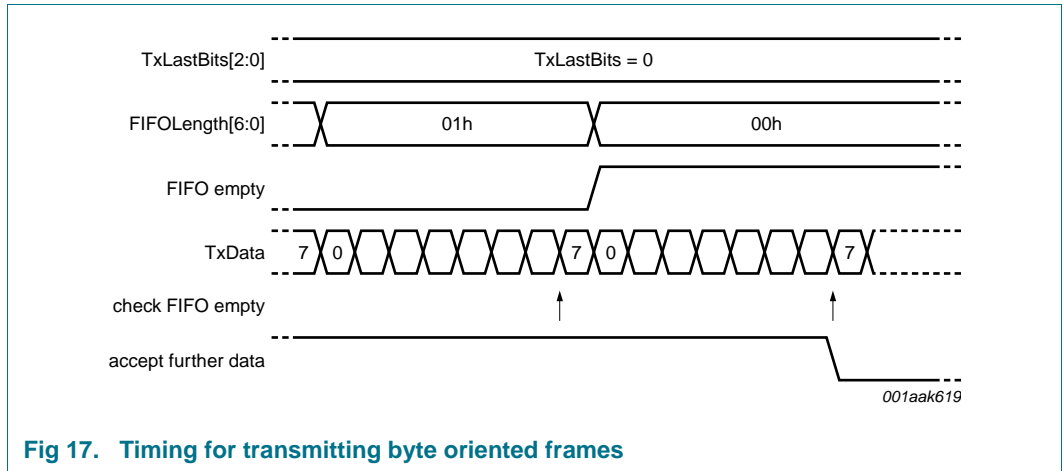 TxLastBits[2:0] TxLastBits = 0
FIFOLength[6:0] 01h 00h
FIFO empty
TxData 7 0 7 0 7
check FIFO empty
accept further data
001aak619
Fig 17. Timing for transmitting byte oriented frames